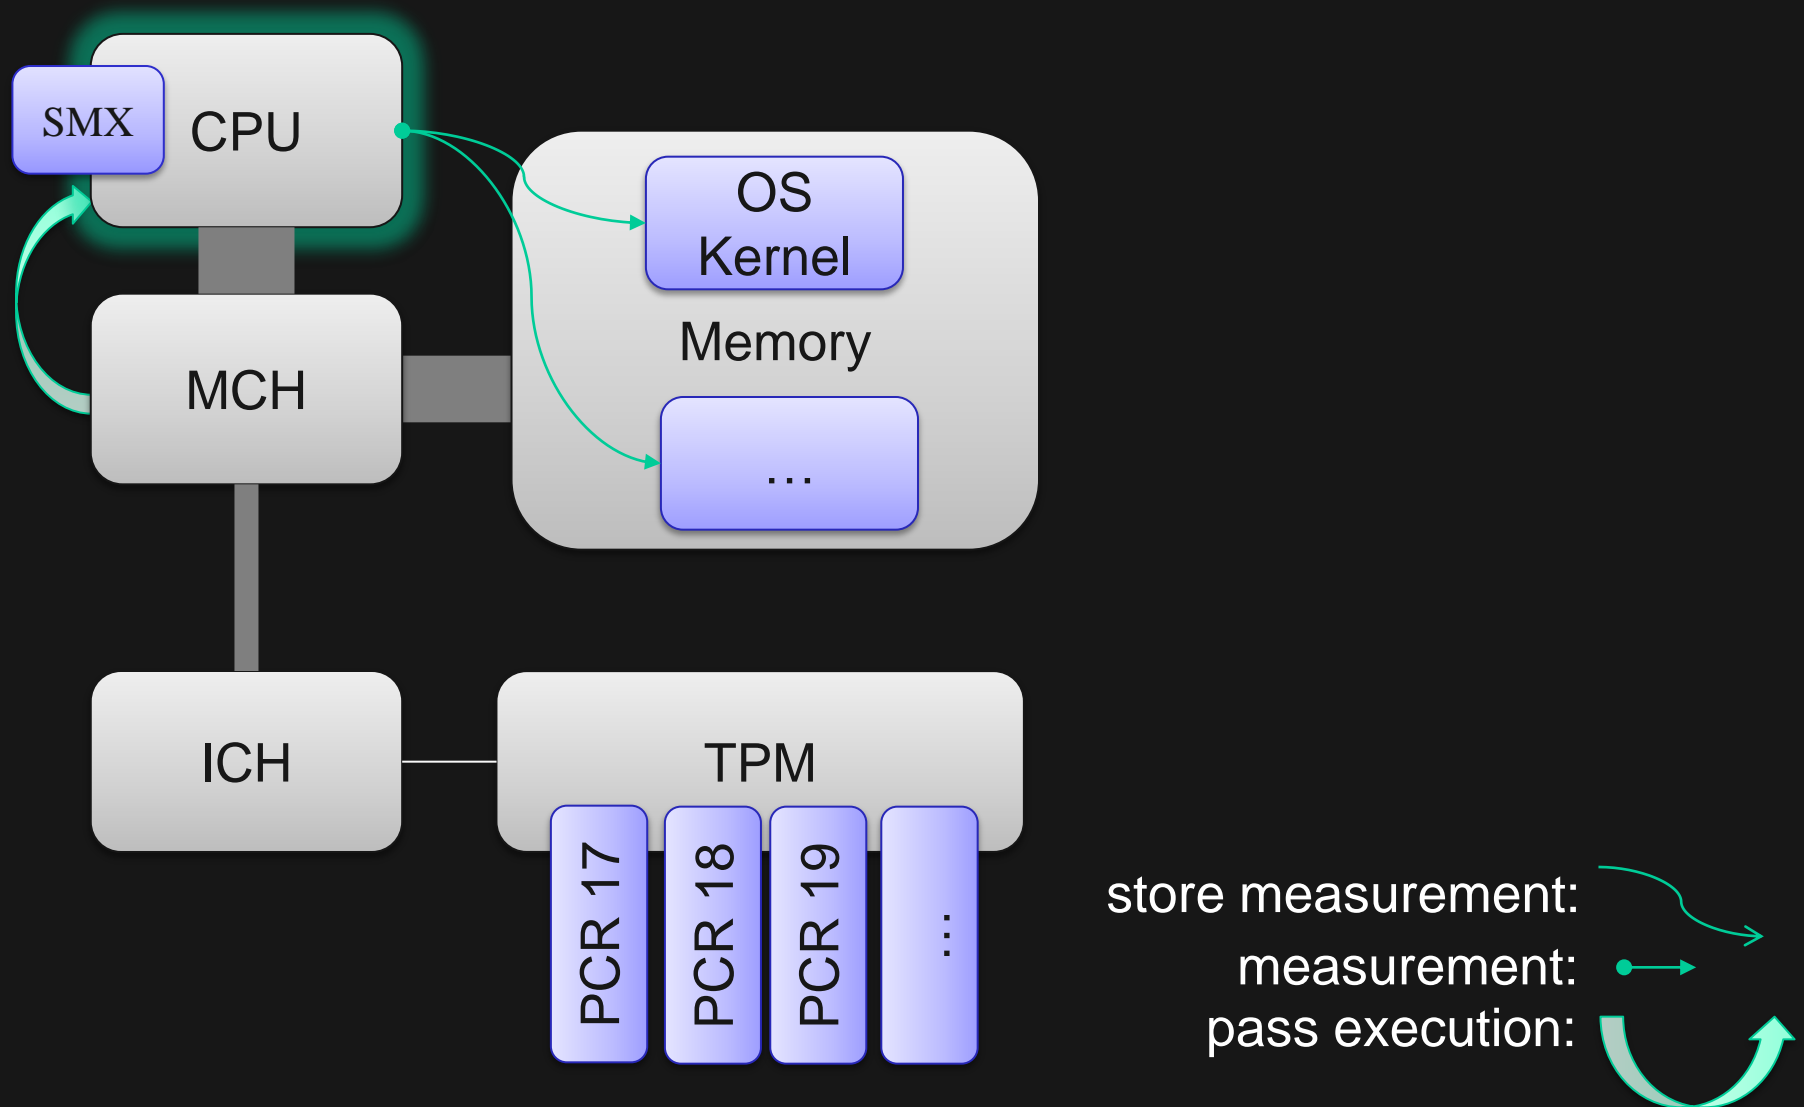 SMX
CPU
OS
Kernel
Memory
MCH
…
ICH
TPM
PCR 17
PCR 18
PCR 19
…
store measurement:
measurement:
pass execution: